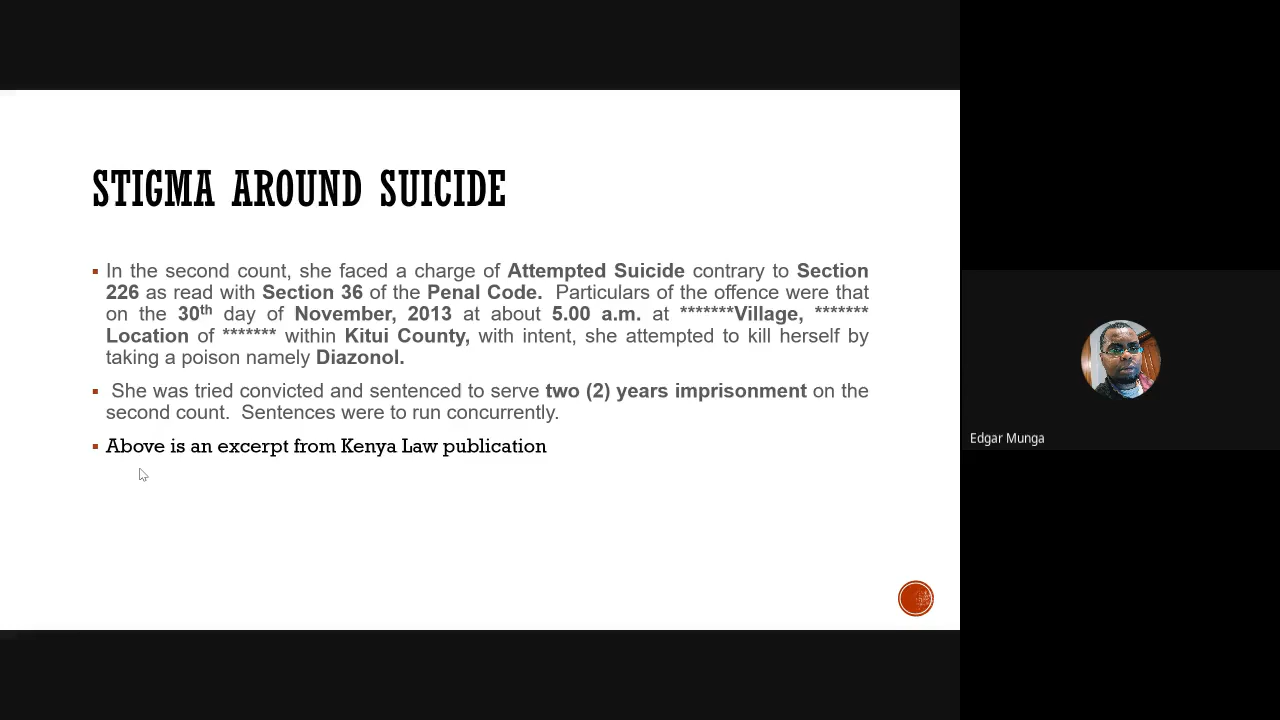 STIGMA AROUND SUICIDE
▪ In the second count, she faced a charge of Attempted Suicide contrary to Section
226 as read with Section 36 of the Penal Code.  Particulars of the offence were that
on the 30th day of November, 2013 at about 5.00 a.m. at *******Village, *******
Location of ******* within Kitui County, with intent, she attempted to kill herself by
taking a poison namely Diazonol.
▪  She was tried convicted and sentenced to serve two (2) years imprisonment on the
second count.  Sentences were to run concurrently.
▪ Above is an excerpt from Kenya Law publication
Edgar Munga